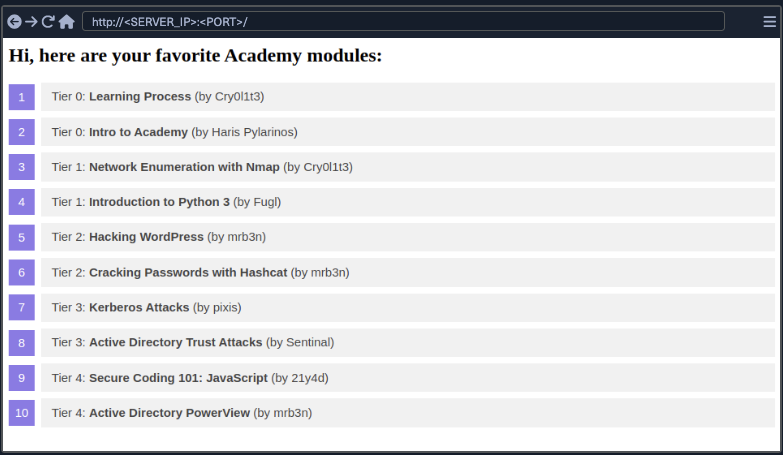 http://<SERVER_IP>:<PORT>/
Hi, here are your favorite Academy modules:
1 Tier 0: Learning Process (by Cry0l1t3)
2 Tier 0: Intro to Academy (by Haris Pylarinos)
3 Tier 1: Network Enumeration with Nmap (by Cry0l1t3)
4 Tier 1: Introduction to Python 3 (by Fugl)
5 Tier 2: Hacking WordPress (by mrb3n)
6 Tier 2: Cracking Passwords with Hashcat (by mrb3n)
7 Tier 3: Kerberos Attacks (by pixis)
8 Tier 3: Active Directory Trust Attacks (by Sentinal)
9 Tier 4: Secure Coding 101: JavaScript (by 21y4d)
10 Tier 4: Active Directory PowerView (by mrb3n)